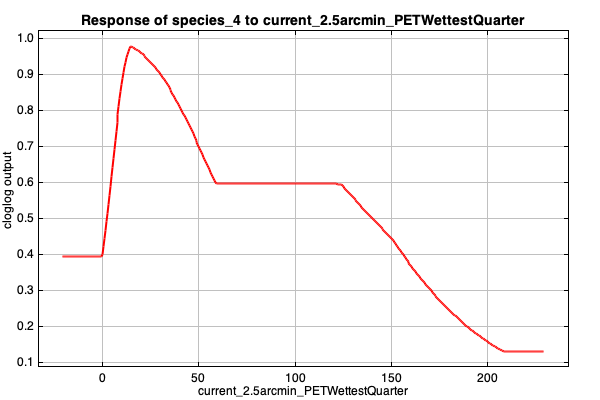 Response of species_4 to current_2.5arcmin_PETWettestQuarter
1.0
0.9
0.8
0.7
0.6
0.5
0.4
0.3
0.2
0.1
cloglog output
0 50 100 150 200
current_2.5arcmin_PETWettestQuarter